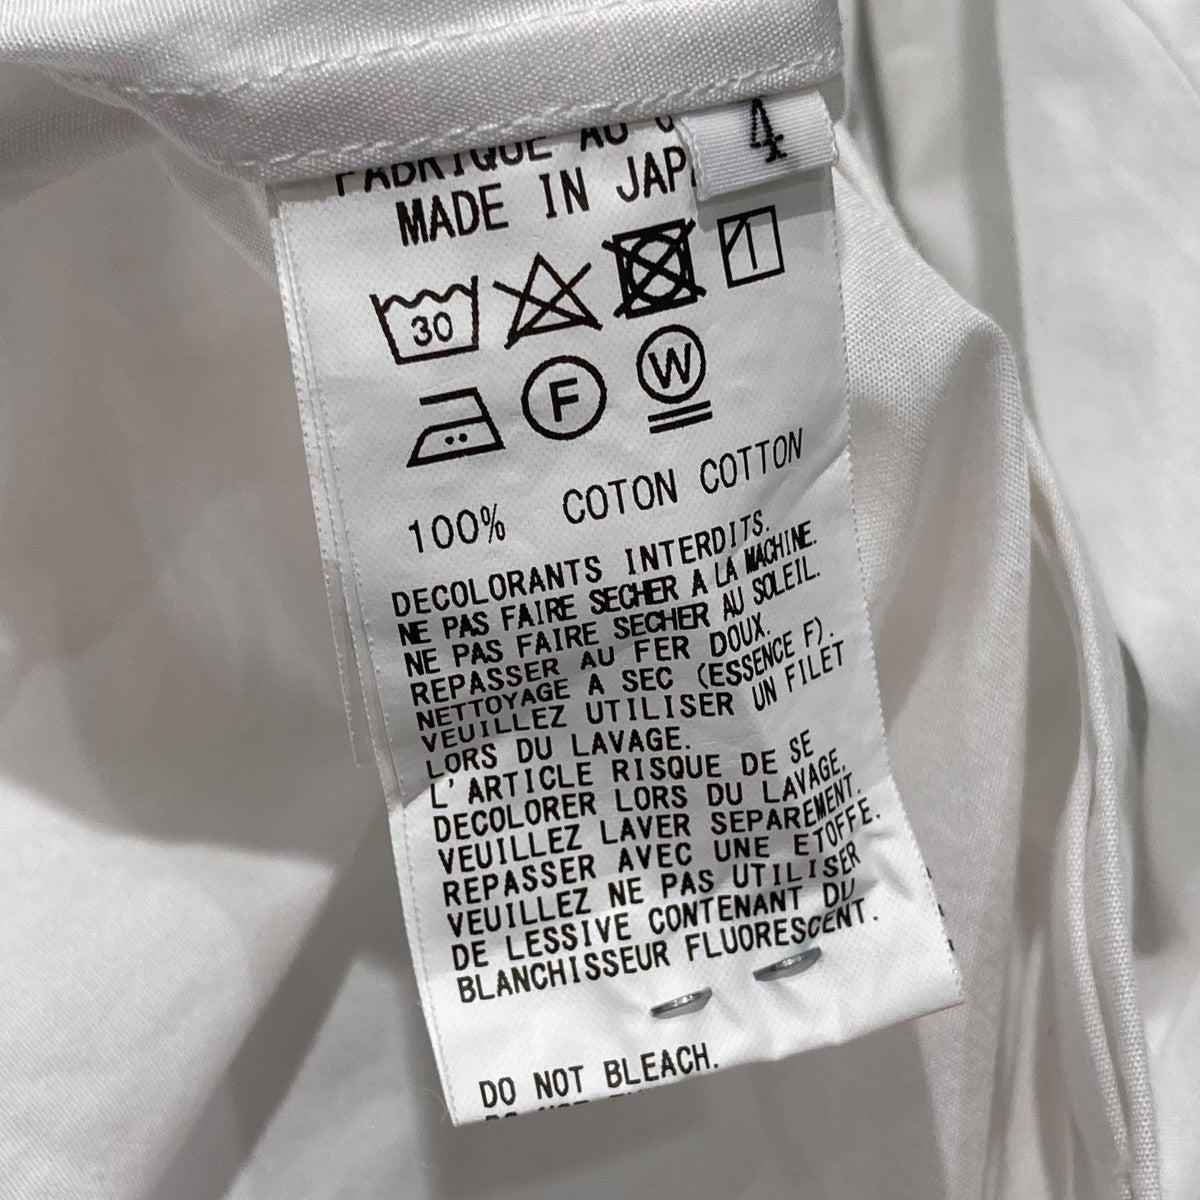 4
FABRIQUE AU
MADE IN JAP
30
F
W
100% COTON COTTON
DECOLORANTS INTERDITS.
NE PAS FAIRE SECHER A LA MACHINE.
NE PAS FAIRE SECHER AU SOLEIL.
REPASSER AU FER DOUX.
NETTOYAGE A SEC (ESSENCE F).
VEUILLEZ UTILISER UN FILET
LORS DU LAVAGE.
L'ARTICLE RISQUE DE SE
DECOLORER LORS DU LAVAGE.
VEUILLEZ LAVER SEPAREMENT.
REPASSER AVEC UNE ETOFFE.
VEUILLEZ NE PAS UTILISER
DE LESSIVE CONTENANT DU
BLANCHISSEUR FLUORESCENT.
DO NOT BLEACH.